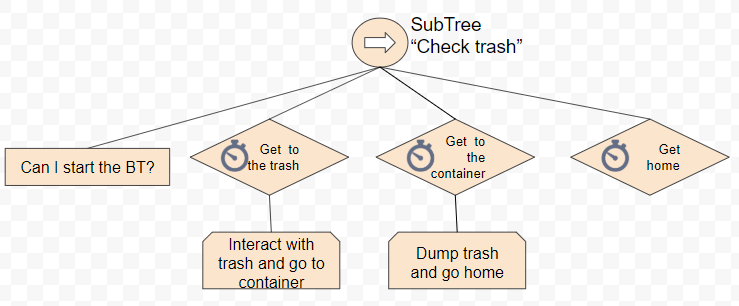 SubTree
“Check trash”
Can I start the BT?
Get to
the trash
Get to
the
container
Get
home
Interact with
trash and go to
container
Dump trash
and go home